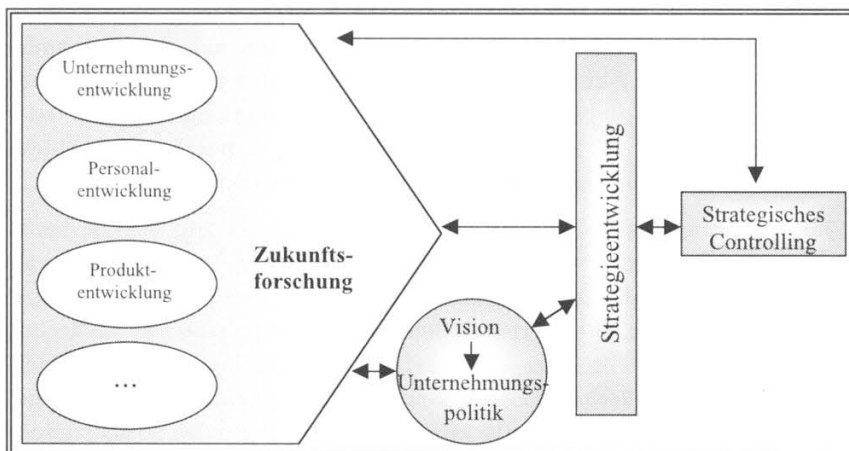 Unternehmungs-
entwicklung
Personal-
entwicklung
Produkt-
entwicklung
...
Zukunfts-
forschung
Vision
Unternehmungs-
politik
Strategieentwicklung
Strategisches
Controlling